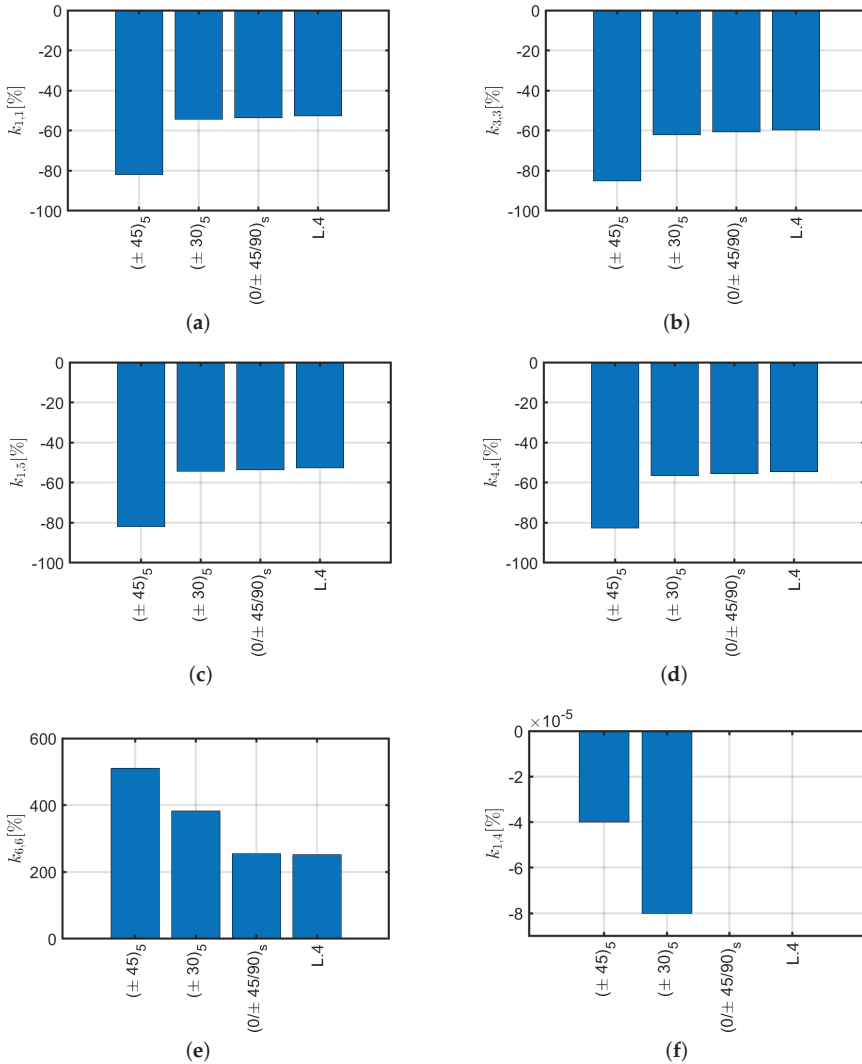 0
-20
-40
-60
-80
-100
k1,1[%]
(± 45)5
(± 30)5
(0/± 45/90)s
L.4
(a)
0
-20
-40
-60
-80
-100
k3,3[%]
(± 45)5
(± 30)5
(0/± 45/90)s
L.4
(b)
0
-20
-40
-60
-80
-100
k1,5[%]
(± 45)5
(± 30)5
(0/± 45/90)s
L.4
(c)
0
-20
-40
-60
-80
-100
k4,4[%]
(± 45)5
(± 30)5
(0/± 45/90)s
L.4
(d)
600
400
200
0
k6,6[%]
(± 45)5
(± 30)5
(0/± 45/90)s
L.4
(e)
×10-5
0
-2
-4
-6
-8
k1,4[%]
(± 45)5
(± 30)5
(0/± 45/90)s
L.4
(f)